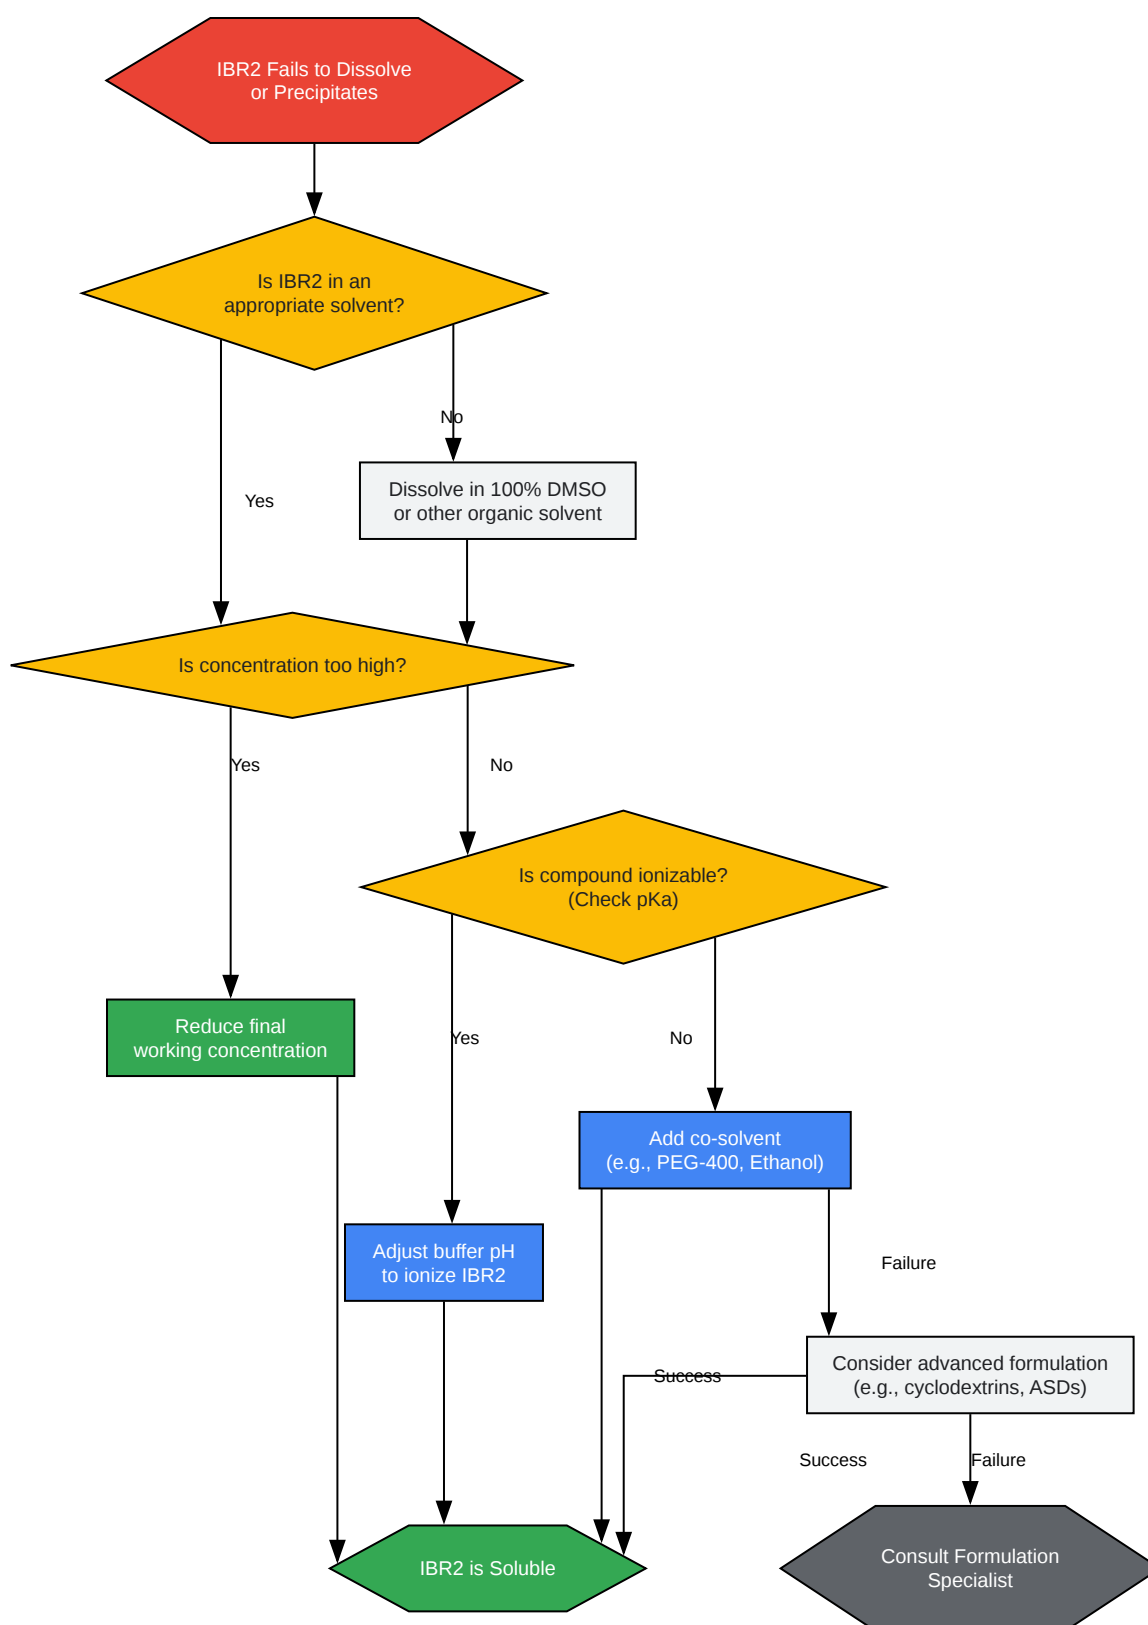 IBR2 Fails to Dissolve
or Precipitates
Is IBR2 in an
appropriate solvent?
No
Yes
Dissolve in 100% DMSO
or other organic solvent
Is concentration too high?
Yes
No
Is compound ionizable?
(Check pKa)
Reduce final
working concentration
Yes
No
Add co-solvent
(e.g., PEG-400, Ethanol)
Adjust buffer pH
to ionize IBR2
Failure
Consider advanced formulation
(e.g., cyclodextrins, ASDs)
Success
Success
Failure
IBR2 is Soluble
Consult Formulation
Specialist